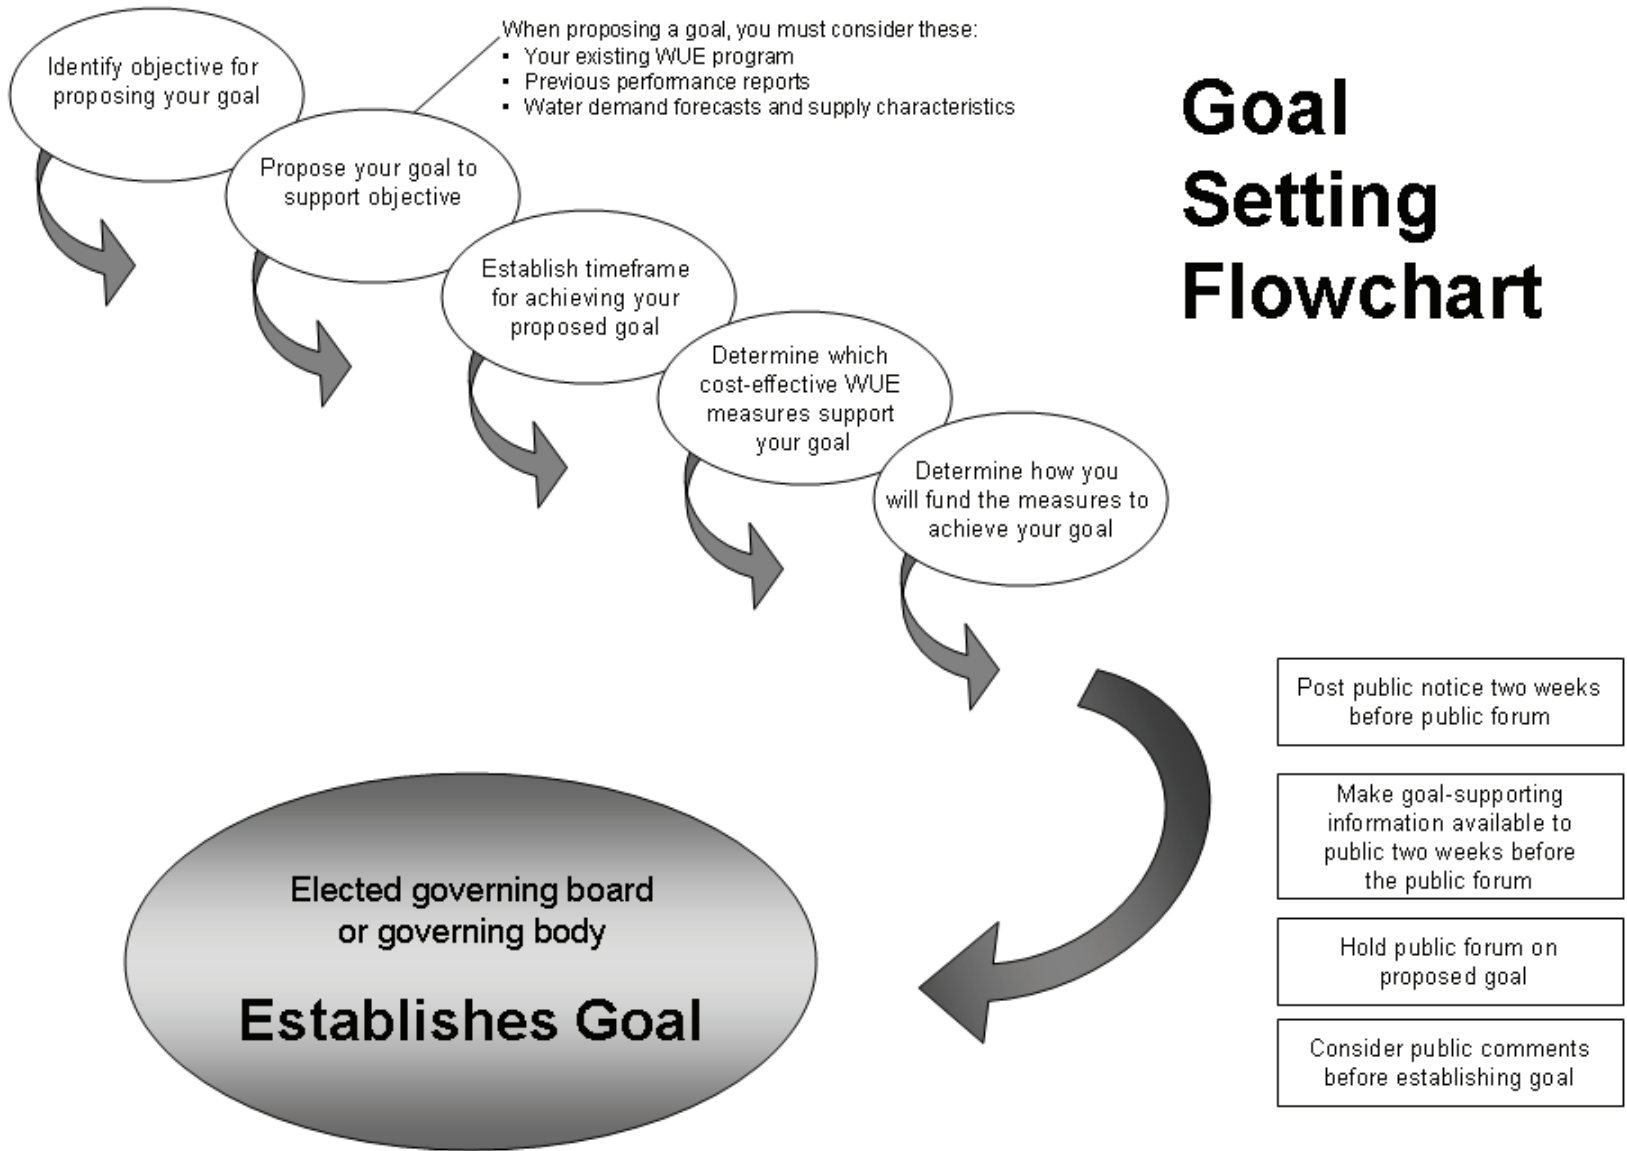 Goal
Setting
Flowchart
Identify objective for
proposing your goal
When proposing a goal, you must consider these:
▪ Your existing WUE program
▪ Previous performance reports
▪ Water demand forecasts and supply characteristics
Propose your goal to
support objective
Establish timeframe
for achieving your
proposed goal
Determine which
cost-effective WUE
measures support
your goal
Determine how you
will fund the measures to
achieve your goal
Post public notice two weeks
before public forum
Make goal-supporting
information available to
public two weeks before
the public forum
Hold public forum on
proposed goal
Consider public comments
before establishing goal
Elected governing board
or governing body
Establishes Goal